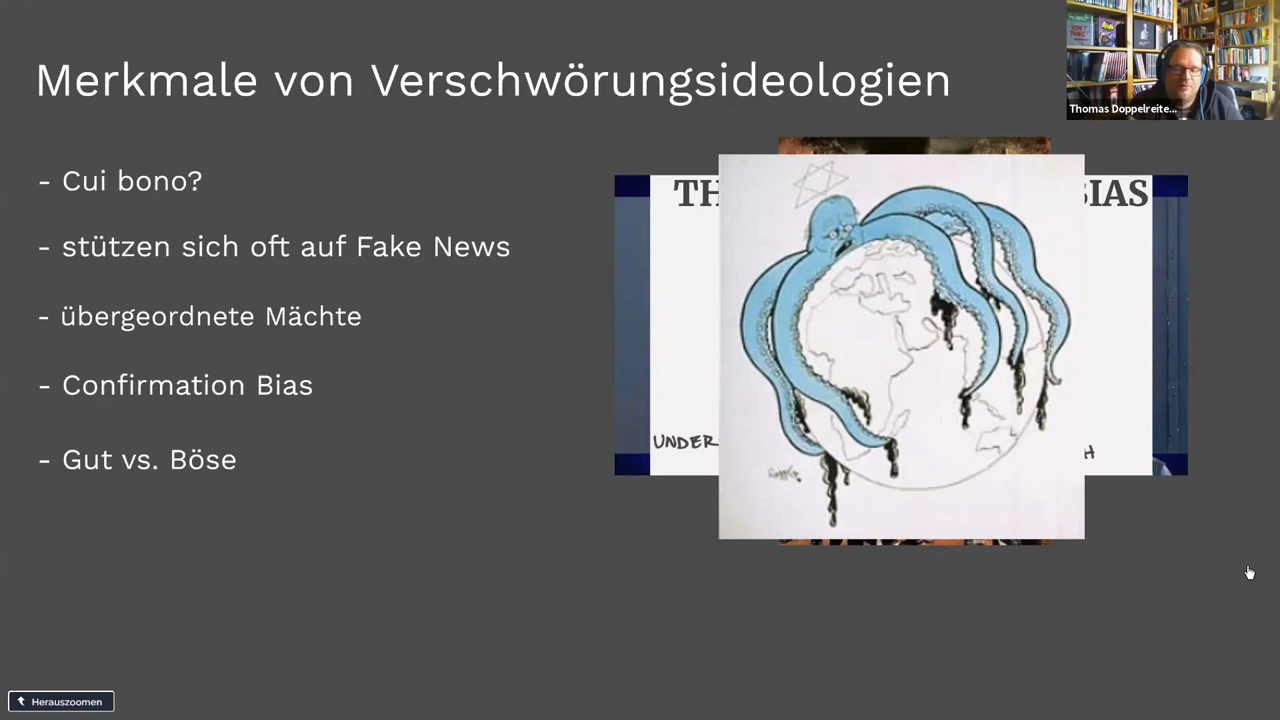 Merkmale von Verschwörungsideologien
Thomas Doppelreite...
- Cui bono?
- stützen sich oft auf Fake News
- übergeordnete Mächte
- Confirmation Bias
- Gut vs. Böse
TH
BIAS
UNDER
H
Herauszoomen